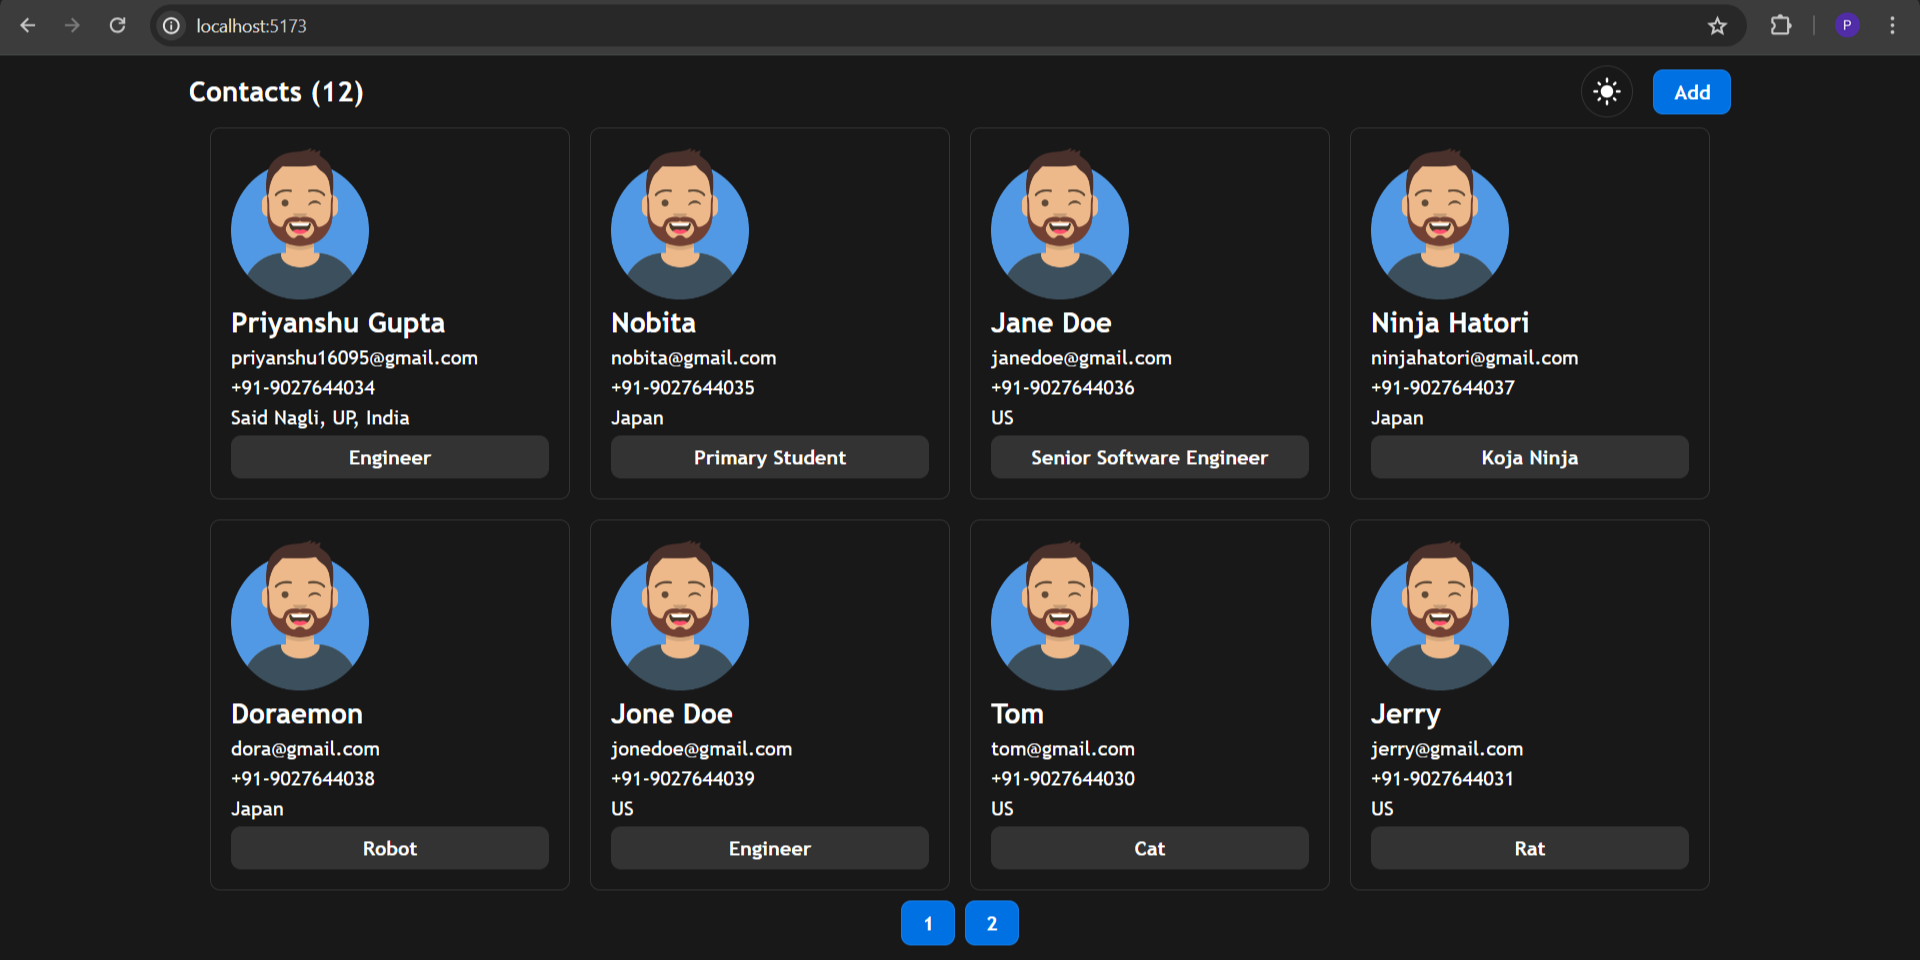 localhost:5173
P
Contacts (12)
Add
Priyanshu Gupta
priyanshu16095@gmail.com
+91-9027644034
Said Nagli, UP, India
Engineer
Nobita
nobita@gmail.com
+91-9027644035
Japan
Primary Student
Jane Doe
janedoe@gmail.com
+91-9027644036
US
Senior Software Engineer
Ninja Hatori
ninjahatori@gmail.com
+91-9027644037
Japan
Koja Ninja
Doraemon
dora@gmail.com
+91-9027644038
Japan
Robot
Jone Doe
jonedoe@gmail.com
+91-9027644039
US
Engineer
Tom
tom@gmail.com
+91-9027644030
US
Cat
Jerry
jerry@gmail.com
+91-9027644031
US
Rat
1
2